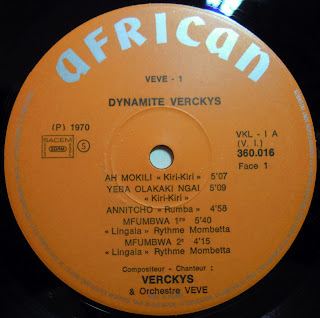 AFRICAN
VEVE - 1
DYNAMITE VERCKYS
(P) 1970
VKL - I A
(V. I.)
360.016
Face 1
SACEM
BIEM
S
AH MOKILI « Kiri-Kiri » 5'07
YEBA OLAKAKI NGAI 5'09
« Kiri-Kiri »
ANNITCHO « Rumba » 4'58
MFUMBWA 1re 5'40
« Lingala » Rythme Mombetta
MFUMBWA 2e 4'15
« Lingala » Rythme Mombetta
Compositeur - Chanteur :
VERCKYS
& Orchestre VEVE